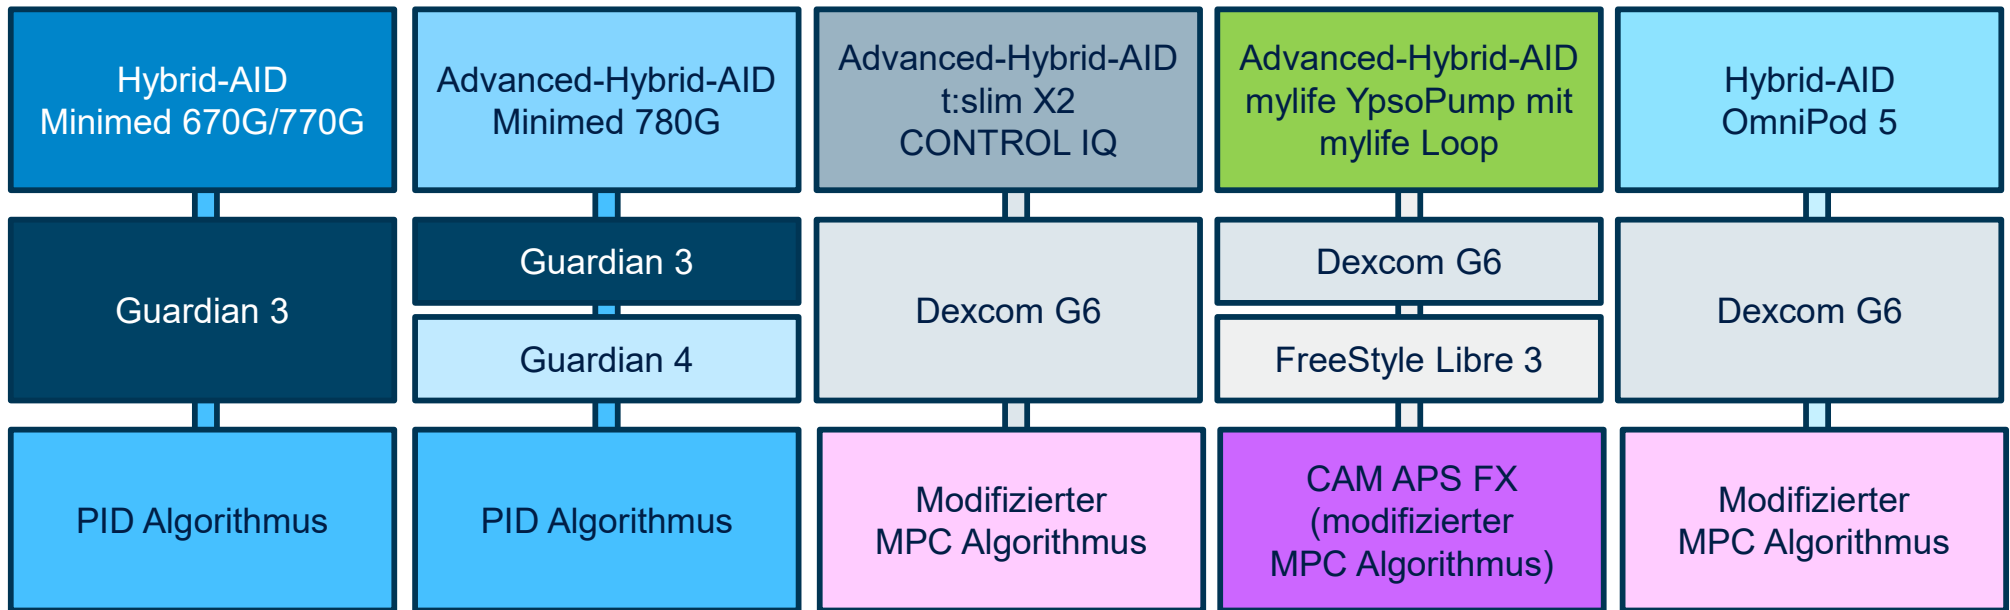 Hybrid-AID
Minimed 670G/770G
Advanced-Hybrid-AID
Minimed 780G
Advanced-Hybrid-AID
t:slim X2
CONTROL IQ
Advanced-Hybrid-AID
mylife YpsoPump mit
mylife Loop
Hybrid-AID
OmniPod 5
Guardian 3
Guardian 3
Guardian 4
Dexcom G6
Dexcom G6
FreeStyle Libre 3
Dexcom G6
PID Algorithmus
PID Algorithmus
Modifizierter
MPC Algorithmus
CAM APS FX
(modifizierter
MPC Algorithmus)
Modifizierter
MPC Algorithmus